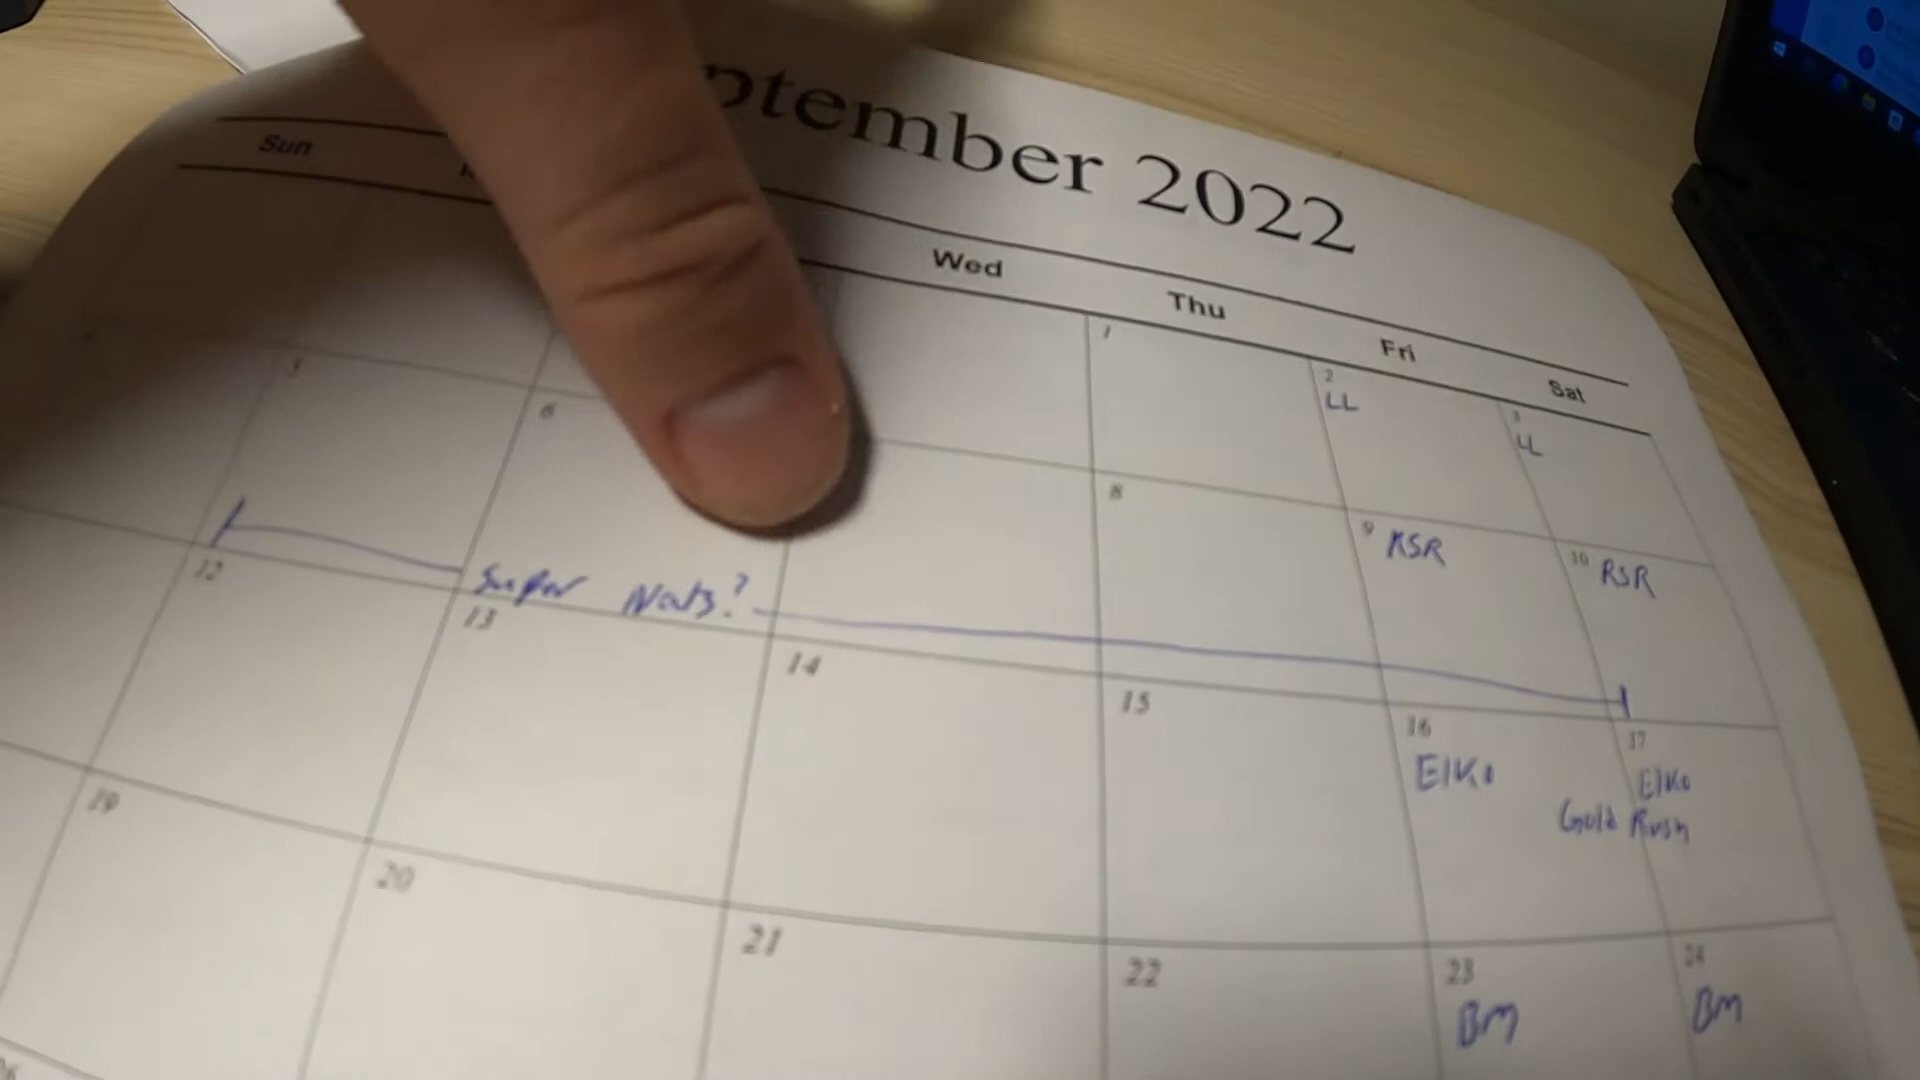 ptember 2022
Sun
Wed
Thu
Fri
Sat
1
2
LL
3
LL
5
6
8
9 RSR
10 RSR
Super Nats?
12
13
14
15
16
Elko
17
Elko
Gold Rush
19
20
21
22
23
BM
24
BM